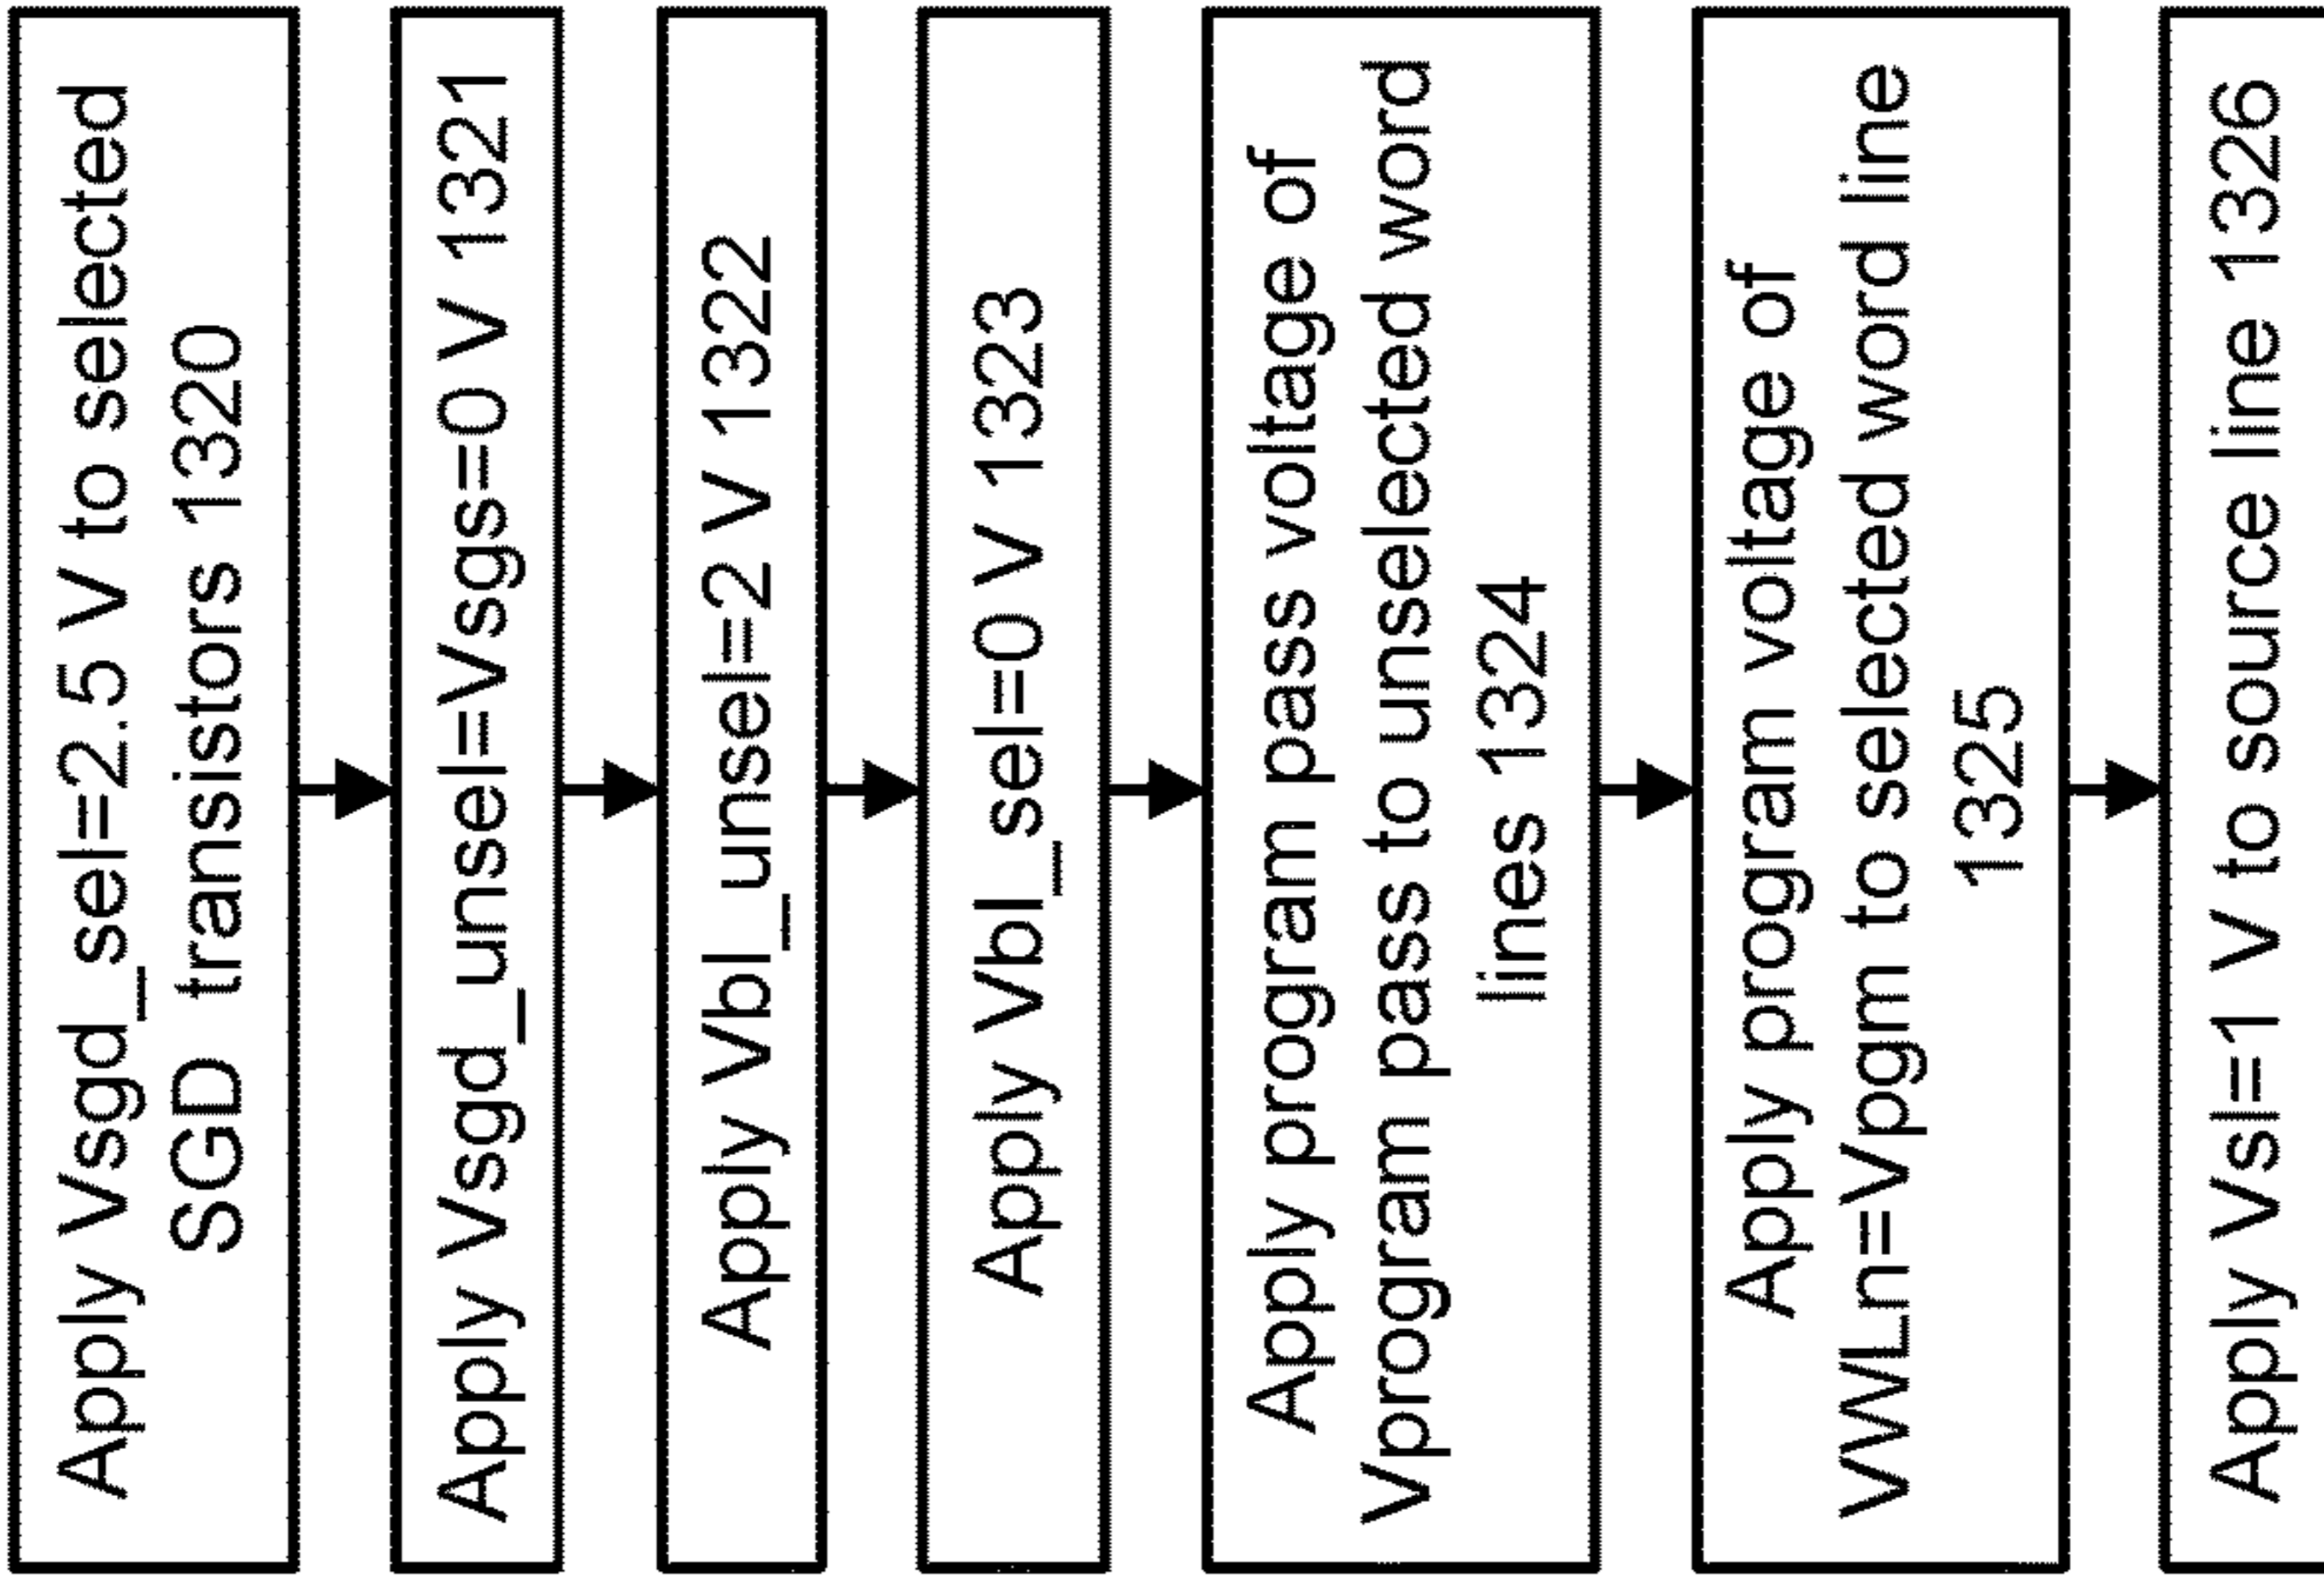 Apply Vsgd_sel=2.5 V to selected
SGD transistors 1320
Apply Vsgd_unsel=Vsgs=0 V 1321
Apply Vbl_unsel=2 V 1322
Apply Vbl_sel=0 V 1323
Apply program pass voltage of
Vprogram pass to unselected word
lines 1324
Apply program voltage of
VWLn=Vpgm to selected word line
1325
Apply Vsl=1 V to source line 1326